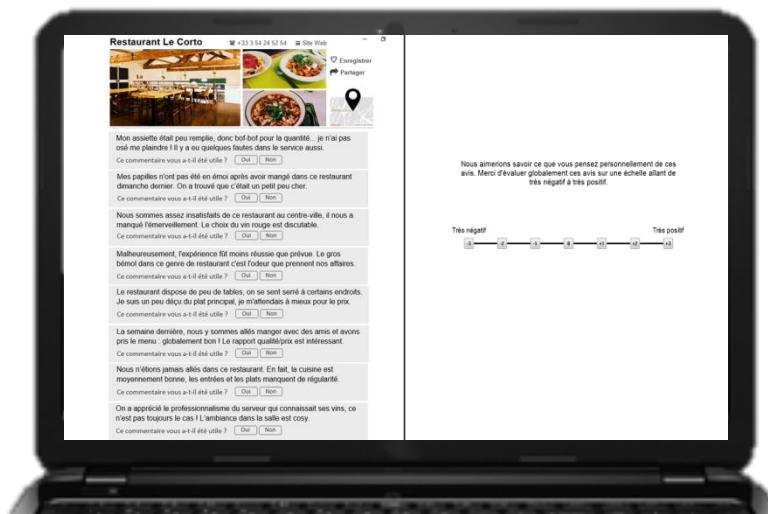 Restaurant Le Corto
☎ +33 3 54 24 52 54
Site Web
Enregistrer
Partager
Mon assiette était peu remplie, donc bof-bof pour la quantité... je n'ai pas
osé me plaindre ! Il y a eu quelques fautes dans le service aussi.
Ce commentaire vous a-t-il été utile ? Oui Non
Mes papilles n'ont pas été en émoi après avoir mangé dans ce restaurant
dimanche dernier. On a trouvé que c'était un petit peu cher.
Ce commentaire vous a-t-il été utile ? Oui Non
Nous sommes assez insatisfaits de ce restaurant au centre-ville, il nous a
manqué l'émerveillement. Le choix du vin rouge est discutable.
Ce commentaire vous a-t-il été utile ? Oui Non
Malheureusement, l'expérience fût moins réussie que prévue. Le gros
bémol dans ce genre de restaurant c'est l'odeur que prennent nos affaires.
Ce commentaire vous a-t-il été utile ? Oui Non
Le restaurant dispose de peu de tables, on se sent serré à certains endroits.
Je suis un peu déçu du plat principal, je m'attendais à mieux pour le prix.
Ce commentaire vous a-t-il été utile ? Oui Non
La semaine dernière, nous y sommes allés manger avec des amis et avons
pris le menu : globalement bon ! Le rapport qualité/prix est intéressant.
Ce commentaire vous a-t-il été utile ? Oui Non
Nous n'étions jamais allés dans ce restaurant. En fait, la cuisine est
moyennement bonne, les entrées et les plats manquent de régularité.
Ce commentaire vous a-t-il été utile ? Oui Non
On a apprécié le professionnalisme du serveur qui connaissait ses vins, ce
n'est pas toujours le cas ! L'ambiance dans la salle est cosy.
Ce commentaire vous a-t-il été utile ? Oui Non
Nous aimerions savoir ce que vous pensez personnellement de ces
avis. Merci d'évaluer globalement ces avis sur une échelle allant de
très négatif à très positif.
Très négatif Très positif
-3 -2 -1 0 +1 +2 +3